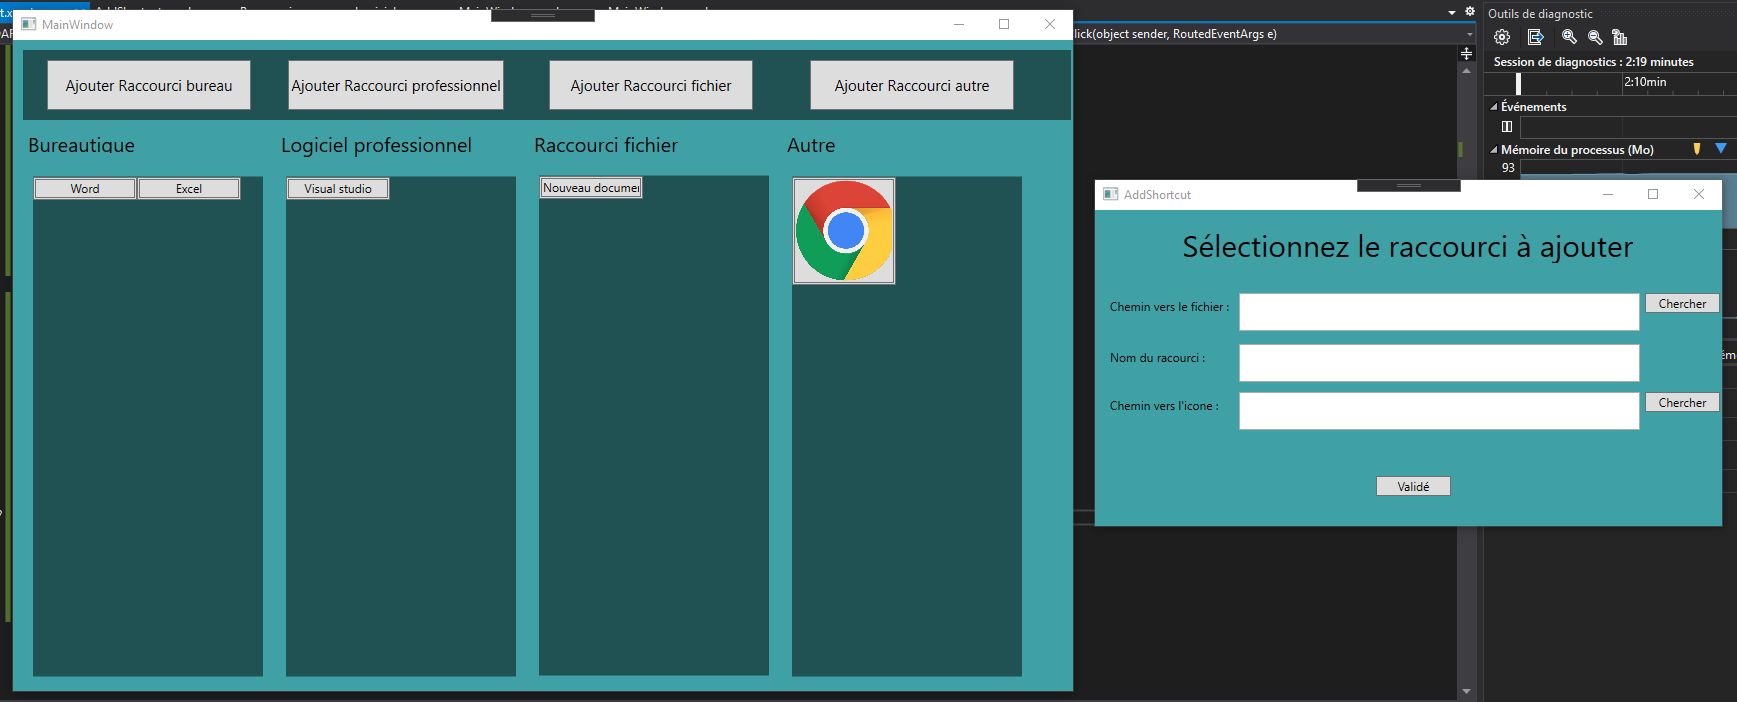 MainWindow
Ajouter Raccourci bureau
Ajouter Raccourci professionnel
Ajouter Raccourci fichier
Ajouter Raccourci autre
Bureautique
Logiciel professionnel
Raccourci fichier
Autre
Word
Excel
Visual studio
Nouveau documen
lick(object sender, RoutedEventArgs e)
Outils de diagnostic
Session de diagnostics : 2:19 minutes
2:10min
Événements
Mémoire du processus (Mo)
93
AddShortcut
Sélectionnez le raccourci à ajouter
Chemin vers le fichier :
Chercher
Nom du racourci :
Chemin vers l'icone :
Chercher
Validé